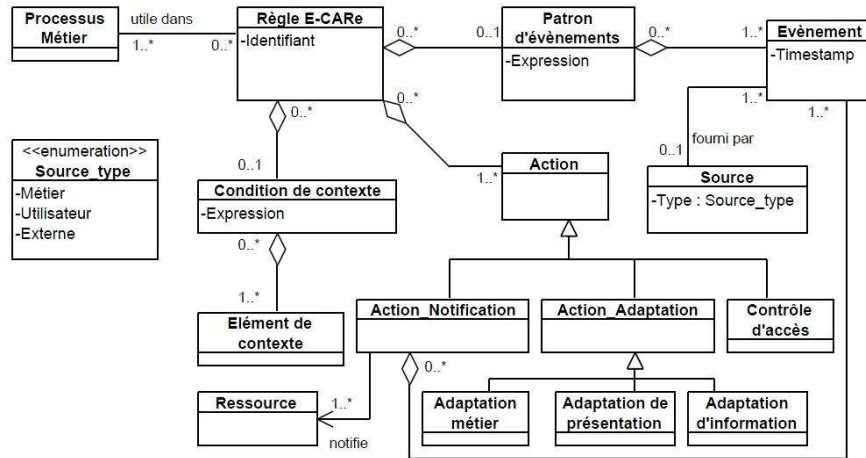 Processus
Métier
utile dans
1..*
0..*
Règle E-CARe
-Identifiant
0..*
0..1
Patron
d'évènements
-Expression
0..*
1..*
Evènement
-Timestamp
0..*
0..*
1..*
1..*
fourni par
0..1
<<enumeration>>
Source_type
-Métier
-Utilisateur
-Externe
0..1
Condition de contexte
-Expression
1..*
Action
Source
-Type : Source_type
0..*
1..*
Elément de
contexte
Action_Notification
Action_Adaptation
Contrôle
d'accès
0..*
Ressource
1..*
notifie
Adaptation
métier
Adaptation de
présentation
Adaptation
d'information